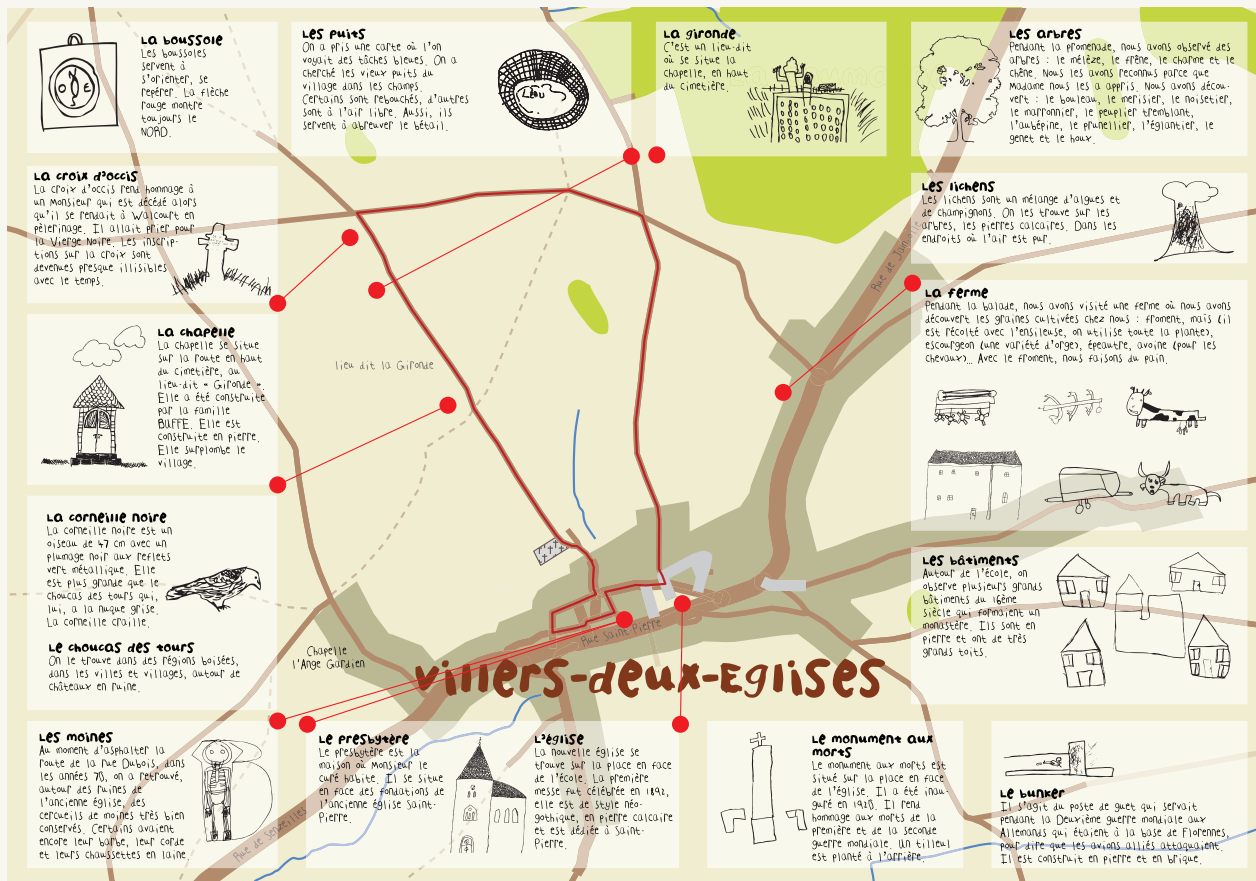 La boussole
Les boussoles
servent à
s'orienter, se
repérer. La flèche
rouge montre
toujours le
NORD.
Les puits
On a pris une carte où l'on
voyait des tâches bleues. On a
cherché les vieux puits du
village dans les champs.
Certains sont rebouchés, d'autres
sont à l'air libre. Aussi, ils
servent à abreuver le bétail.
La gironde
C'est un lieu-dit
où se situe la
chapelle, en haut
du cimetière.
Les arbres
Pendant la promenade, nous avons observé des
arbres : le mélèze, le frêne, le charme et le
chêne. Nous les avons reconnus parce que
Madame nous les a appris. Nous avons décou-
vert : le bouleau, le merisier, le noisetier,
le marronnier, le peuplier tremblant,
l'aubépine, le prunellier, l'églantier, le
genet et le houx.
La croix d'occis
La croix d'occis rend hommage à
un Monsieur qui est décédé alors
qu'il se rendait à Walcourt en
pèlerinage. Il allait prier pour
la Vierge Noire. Les inscrip-
tions sur la croix sont
devenues presque illisibles
avec le temps.
Les lichens
Les lichens sont un mélange d'algues et
de champignons. On les trouve sur les
arbres, les pierres calcaires. Dans les
endroits où l'air est pur.
Rue de Jamiolle
La ferme
Pendant la balade, nous avons visité une ferme où nous avons
découvert les graines cultivées chez nous : froment, maïs (il
est récolté avec l'ensileuse, on utilise toute la plante),
escourgeon (une variété d'orge), épeautre, avoine (pour les
chevaux)... Avec le froment, nous faisons du pain.
La chapelle
La chapelle se situe
sur la route en haut
du cimetière, au
lieu-dit " Gironde ".
Elle a été construite
par la famille
BUFFE. Elle est
construite en pierre.
Elle surplombe le
village.
lieu dit la Gironde
La corneille noire
La corneille noire est un
oiseau de 47 cm avec un
plumage noir aux reflets
vert métallique. Elle
est plus grande que le
choucas des tours qui,
lui, a la nuque grise.
La corneille craille.
Le choucas des tours
On le trouve dans des régions boisées,
dans les villes et villages, autour de
châteaux en ruine.
Chapelle
l'Ange Gardien
Rue Saint-Pierre
Villers-deux-Eglises
Les bâtiments
Autour de l'école, on
observe plusieurs grands
bâtiments du 16ème
siècle qui formaient un
monastère. Ils sont en
pierre et ont de très
grands toits.
Les moines
Au moment d'asphalter la
route de la rue Dubois, dans
les années 70, on a retrouvé,
autour des ruines de
l'ancienne église, des
cercueils de moines très bien
conservés. Certains avaient
encore leur barbe, leur corde
et leurs chaussettes en laine.
Rue de Senzeilles
Le presbytère
Le presbytère est la
maison où Monsieur le
curé habite. Il se situe
en face des fondations de
l'ancienne église Saint-
Pierre.
L'église
La nouvelle église se
trouve sur la place en face
de l'école. La première
messe fut célébrée en 1892,
elle est de style néo-
gothique, en pierre calcaire
et est dédiée à Saint-
Pierre.
Le monument aux
morts
Le monument aux morts est
situé sur la place en face
de l'église. Il a été inau-
guré en 1920. Il rend
hommage aux morts de la
première et de la seconde
guerre mondiale. Un tilleul
est planté à l'arrière.
Le bunker
Il s'agit du poste de guet qui servait
pendant la Deuxième guerre mondiale aux
Allemands qui étaient à la base de Florennes,
pour dire que les avions alliés attaquaient.
Il est construit en pierre et en brique.